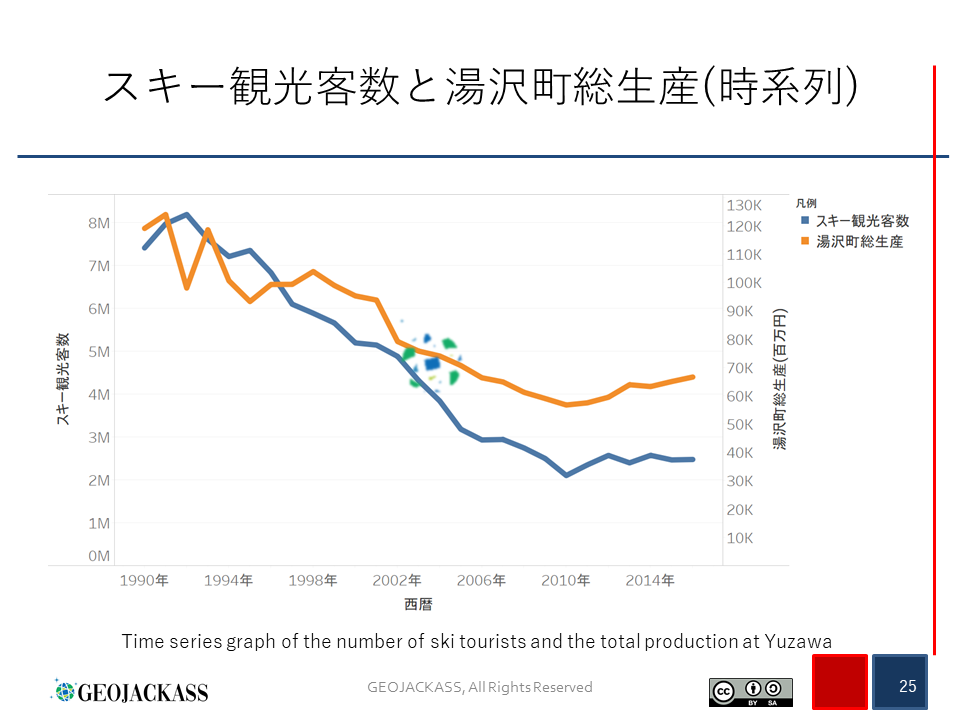 スキー観光客数と湯沢町総生産(時系列)
凡例
スキー観光客数
湯沢町総生産
8M
7M
6M
5M
4M
3M
2M
1M
0M
スキー観光客数
130K
120K
110K
100K
90K
80K
70K
60K
50K
40K
30K
20K
10K
湯沢町総生産(百万円)
1990年 1994年 1998年 2002年 2006年 2010年 2014年
西暦
Time series graph of the number of ski tourists and the total production at Yuzawa
GEOJACKASS
GEOJACKASS, All Rights Reserved
cc BY SA
25